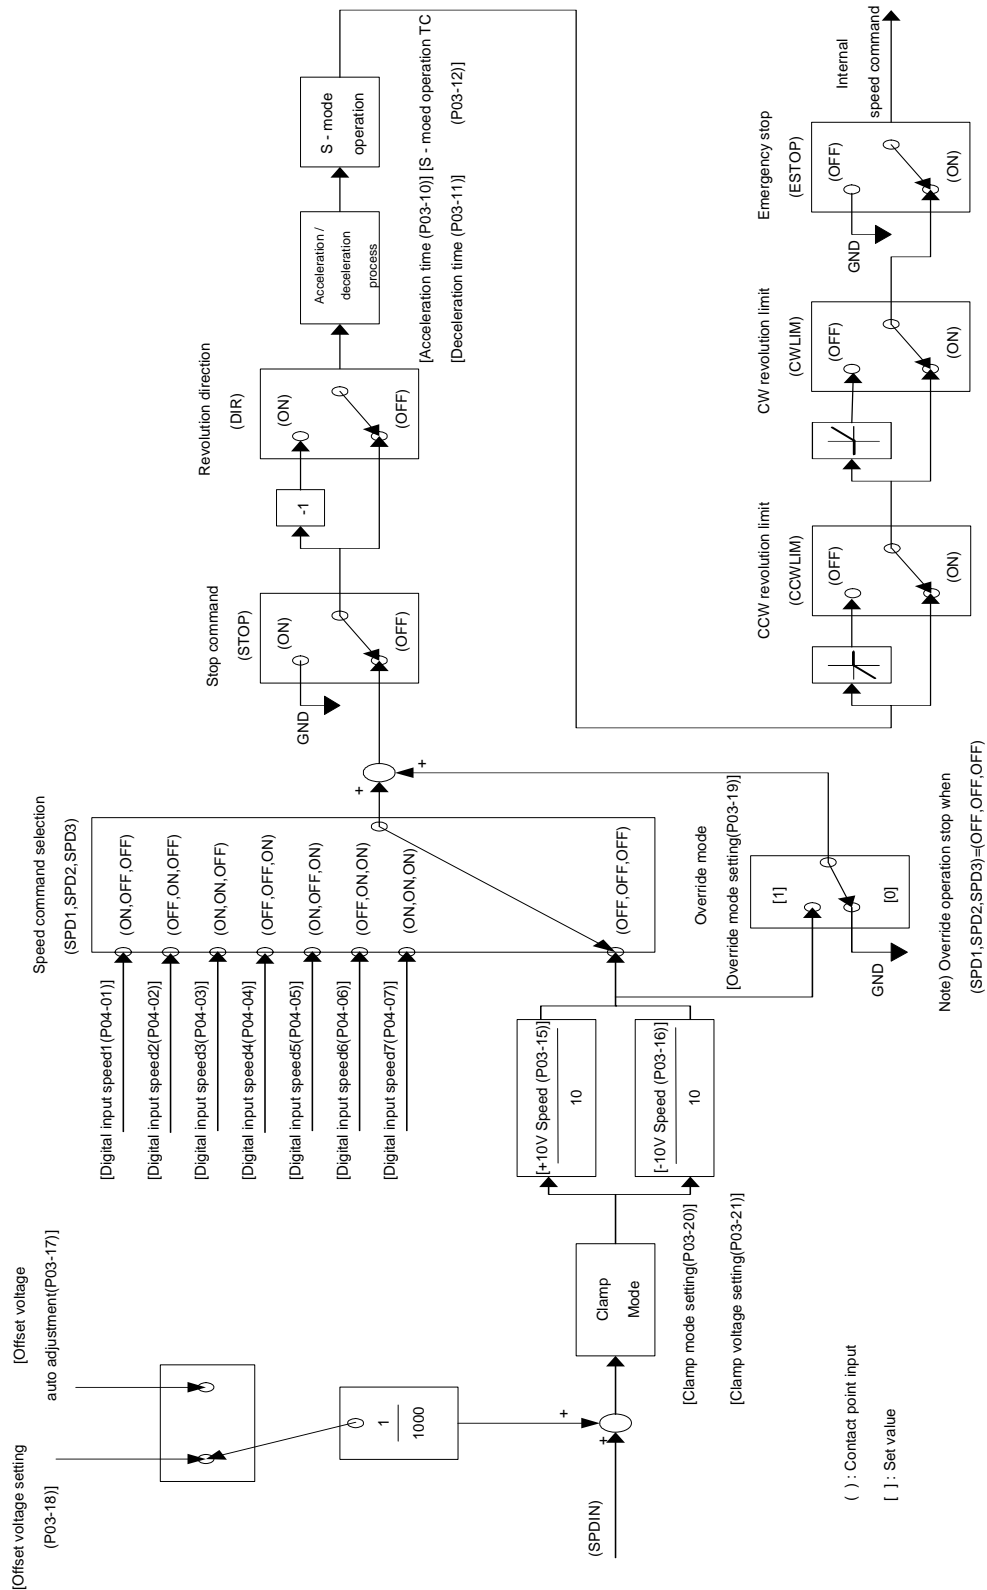 [Offset voltage setting
(P03-18)]
[Offset voltage
auto adjustment(P03-17)]
1
1000
(SPDIN)
+
+
Clamp
Mode
[Clamp mode setting(P03-20)]
[Clamp voltage setting(P03-21)]
( ) : Contact point input
[ ] : Set value
[Digital input speed1(P04-01)]
[Digital input speed2(P04-02)]
[Digital input speed3(P04-03)]
[Digital input speed4(P04-04)]
[Digital input speed5(P04-05)]
[Digital input speed6(P04-06)]
[Digital input speed7(P04-07)]
[+10V Speed (P03-15)]
10
[-10V Speed (P03-16)]
10
Speed command selection
(SPD1,SPD2,SPD3)
(ON,OFF,OFF)
(OFF,ON,OFF)
(ON,ON,OFF)
(OFF,OFF,ON)
(ON,OFF,ON)
(OFF,ON,ON)
(ON,ON,ON)
(OFF,OFF,OFF)
Override mode
[Override mode setting(P03-19)]
[1]
[0]
GND
Note) Override operation stop when
(SPD1,SPD2,SPD3)=(OFF,OFF,OFF)
+
+
Stop command
(STOP)
(ON)
(OFF)
GND
-1
Revolution direction
(DIR)
(ON)
(OFF)
Acceleration /
deceleration
process
S - mode
operation
[Acceleration time (P03-10)] [S - moed operation TC
[Deceleration time (P03-11)]
(P03-12)]
CCW revolution limit
(CCWLIM)
(OFF)
(ON)
CW revolution limit
(CWLIM)
(OFF)
(ON)
Emergency stop
(ESTOP)
(OFF)
(ON)
GND
Internal
speed command